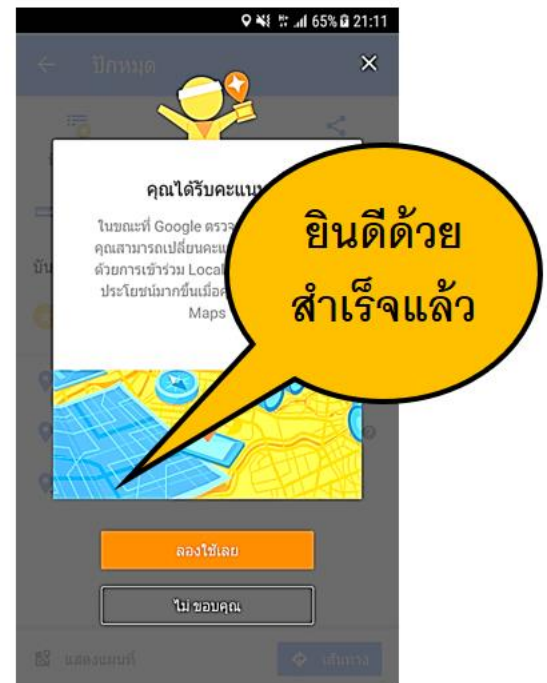 65% 21:11
ปักหมุด
คุณได้รับคะแนน
ในขณะที่ Google ตรวจ
คุณสามารถเปลี่ยนคะแ
ด้วยการเข้าร่วม Local
ประโยชน์มากขึ้นเมื่อค
Maps
ยินดีด้วย
สำเร็จแล้ว
ลองใช้เลย
ไม่ ขอบคุณ
แสดงแผนที่
เส้นทาง